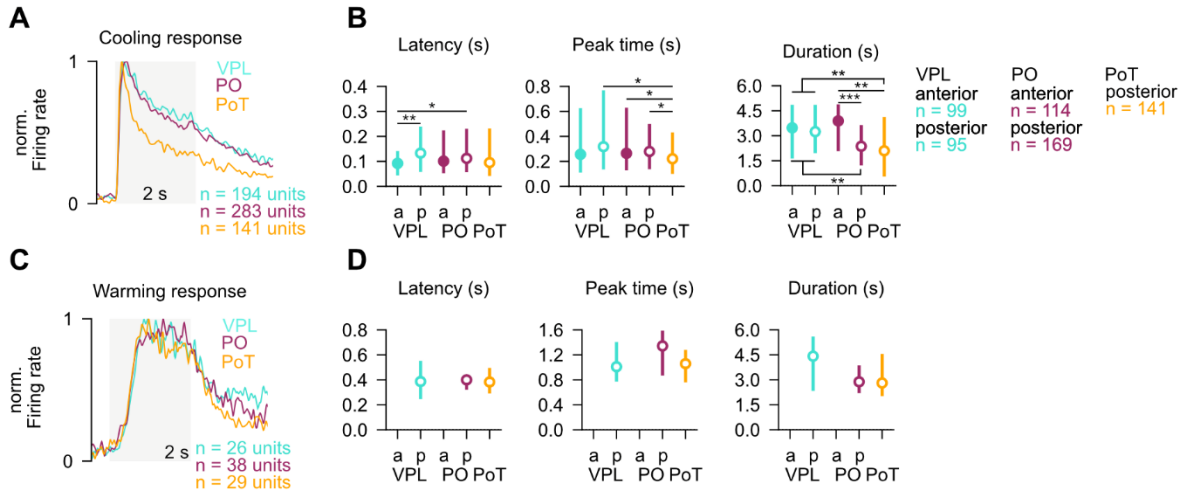 A
Cooling response
norm.
Firing rate
1
0
VPL
PO
PoT
2 s
n = 194 units
n = 283 units
n = 141 units
B
Latency (s)
0.4
0.3
0.2
0.1
0.0
**
*
a p a p
VPL PO PoT
Peak time (s)
0.8
0.6
0.4
0.2
0.0
*
*
*
a p a p
VPL PO PoT
Duration (s)
6.0
4.5
3.0
1.5
0.0
**
**
***
**
a p a p
VPL PO PoT
VPL
anterior
n = 99
posterior
n = 95
PO
anterior
n = 114
posterior
n = 169
PoT
posterior
n = 141
C
Warming response
norm.
Firing rate
1
0
VPL
PO
PoT
2 s
n = 26 units
n = 38 units
n = 29 units
D
Latency (s)
0.8
0.6
0.4
0.2
0.0
a p a p
VPL PO PoT
Peak time (s)
1.6
1.2
0.8
0.4
0.0
a p a p
VPL PO PoT
Duration (s)
6.0
4.5
3.0
1.5
0.0
a p a p
VPL PO PoT